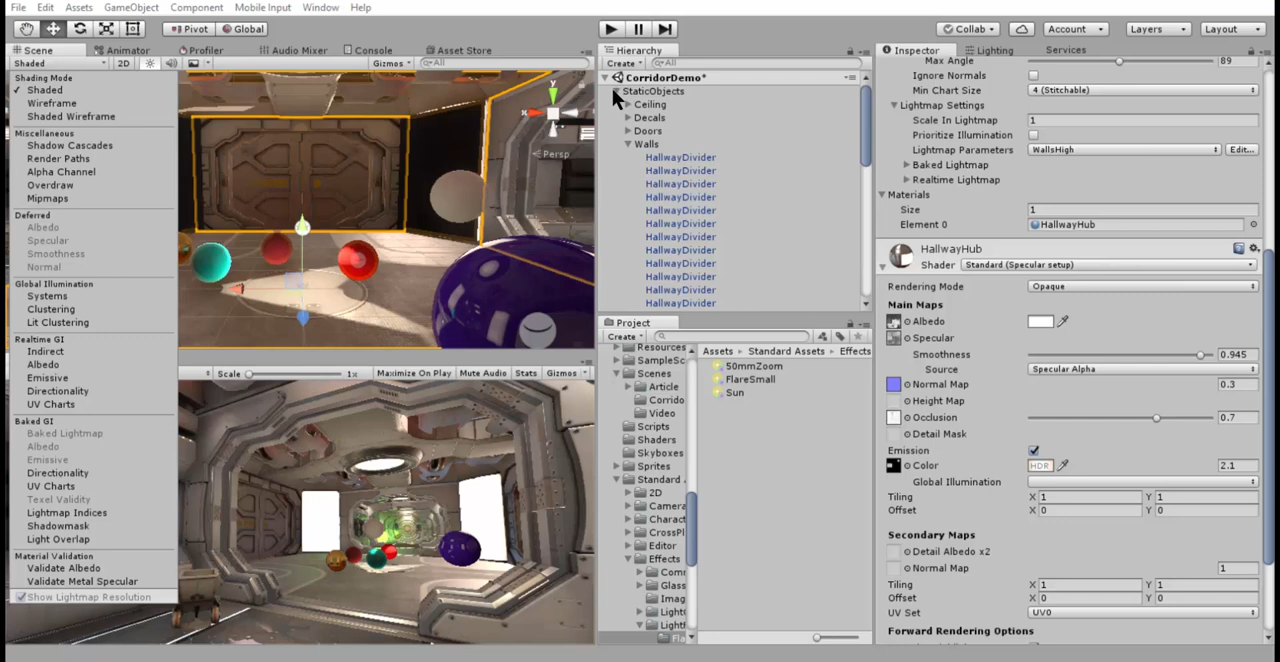 File Edit Assets GameObject Component Mobile Input Window Help
Pivot Global Collab Account Layers Layout
Scene Animator Profiler Audio Mixer Console Asset Store
Shaded 2D Gizmos All
Shading Mode
Shaded
Wireframe
Shaded Wireframe
Miscellaneous
Shadow Cascades
Render Paths
Alpha Channel
Overdraw
Mipmaps
Deferred
Albedo
Specular
Smoothness
Normal
Global Illumination
Systems
Clustering
Lit Clustering
Realtime GI
Indirect
Albedo
Emissive
Directionality
UV Charts
Baked GI
Baked Lightmap
Albedo
Emissive
Directionality
UV Charts
Texel Validity
Lightmap Indices
Shadowmask
Light Overlap
Material Validation
Validate Albedo
Validate Metal Specular
Show Lightmap Resolution
y
x
Persp
Scale 1x Maximize On Play Mute Audio Stats Gizmos
Hierarchy
Create All
CorridorDemo*
StaticObjects
Ceiling
Decals
Doors
Walls
HallwayDivider
HallwayDivider
HallwayDivider
HallwayDivider
HallwayDivider
HallwayDivider
HallwayDivider
HallwayDivider
HallwayDivider
HallwayDivider
HallwayDivider
HallwayDivider
Project
Create
Resources
SampleSc
Scenes
Article
Corrido
Video
Scripts
Shaders
Skyboxes
Sprites
Standard
2D
Camera
Charact
CrossPl
Editor
Effects
Glass
Imag
Light
Light
Fla
Assets Standard Assets Effects
50mmZoom
FlareSmall
Sun
Inspector Lighting Services
Max Angle 89
Ignore Normals
Min Chart Size 4 (Stitchable)
Lightmap Settings
Scale In Lightmap 1
Prioritize Illumination
Lightmap Parameters WallsHigh Edit...
Baked Lightmap
Realtime Lightmap
Materials
Size 1
Element 0 HallwayHub
HallwayHub
Shader Standard (Specular setup)
Rendering Mode Opaque
Main Maps
Albedo
Specular
Smoothness 0.945
Source Specular Alpha
Normal Map 0.3
Height Map
Occlusion 0.7
Detail Mask
Emission
Color HDR 2.1
Global Illumination
Tiling X 1 Y 1
Offset X 0 Y 0
Secondary Maps
Detail Albedo x2
Normal Map 1
Tiling X 1 Y 1
Offset X 0 Y 0
UV Set UV0
Forward Rendering Options